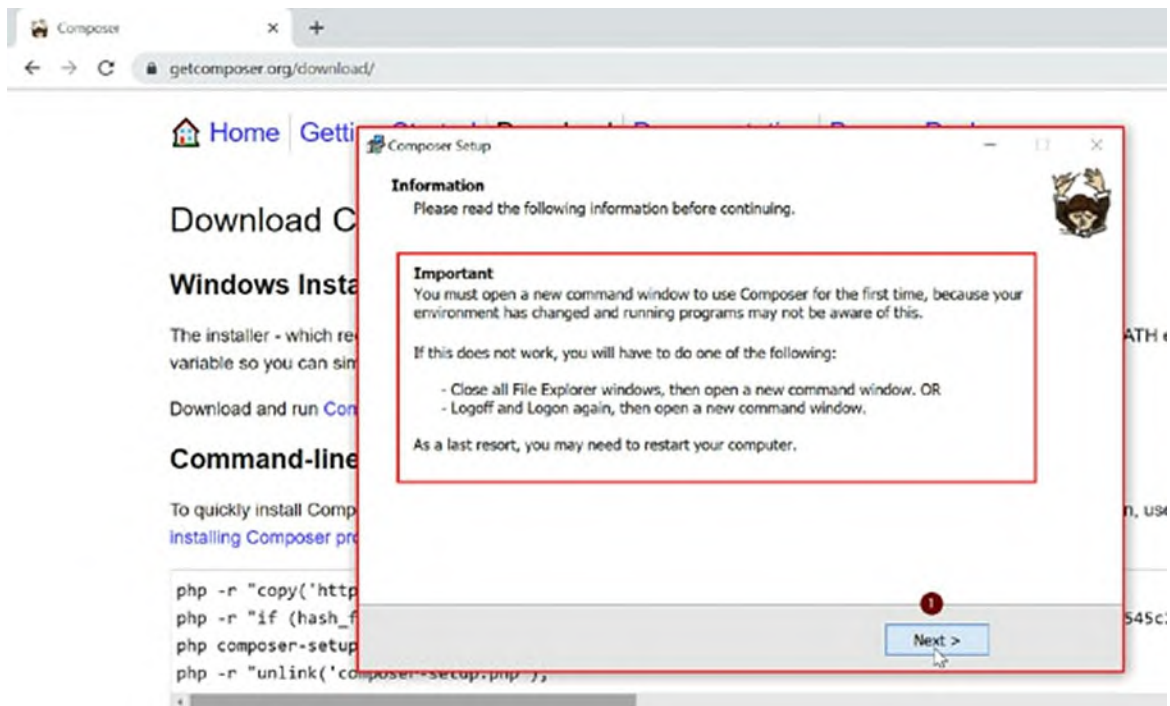 Composer
getcomposer.org/download/
Home Getti
Composer Setup
Information
Please read the following information before continuing.
Download C
Important
You must open a new command window to use Composer for the first time, because your
environment has changed and running programs may not be aware of this.
If this does not work, you will have to do one of the following:
- Close all File Explorer windows, then open a new command window. OR
- Logoff and Logon again, then open a new command window.
As a last resort, you may need to restart your computer.
Windows Insta
The installer - which re
ATH e
variable so you can sim
Download and run Com
Command-line
To quickly install Comp
n, use
installing Composer pro
php -r "copy('http
php -r "if (hash_f
545c
php composer-setup
php -r "unlink('composer-setup.php');
1
Next >